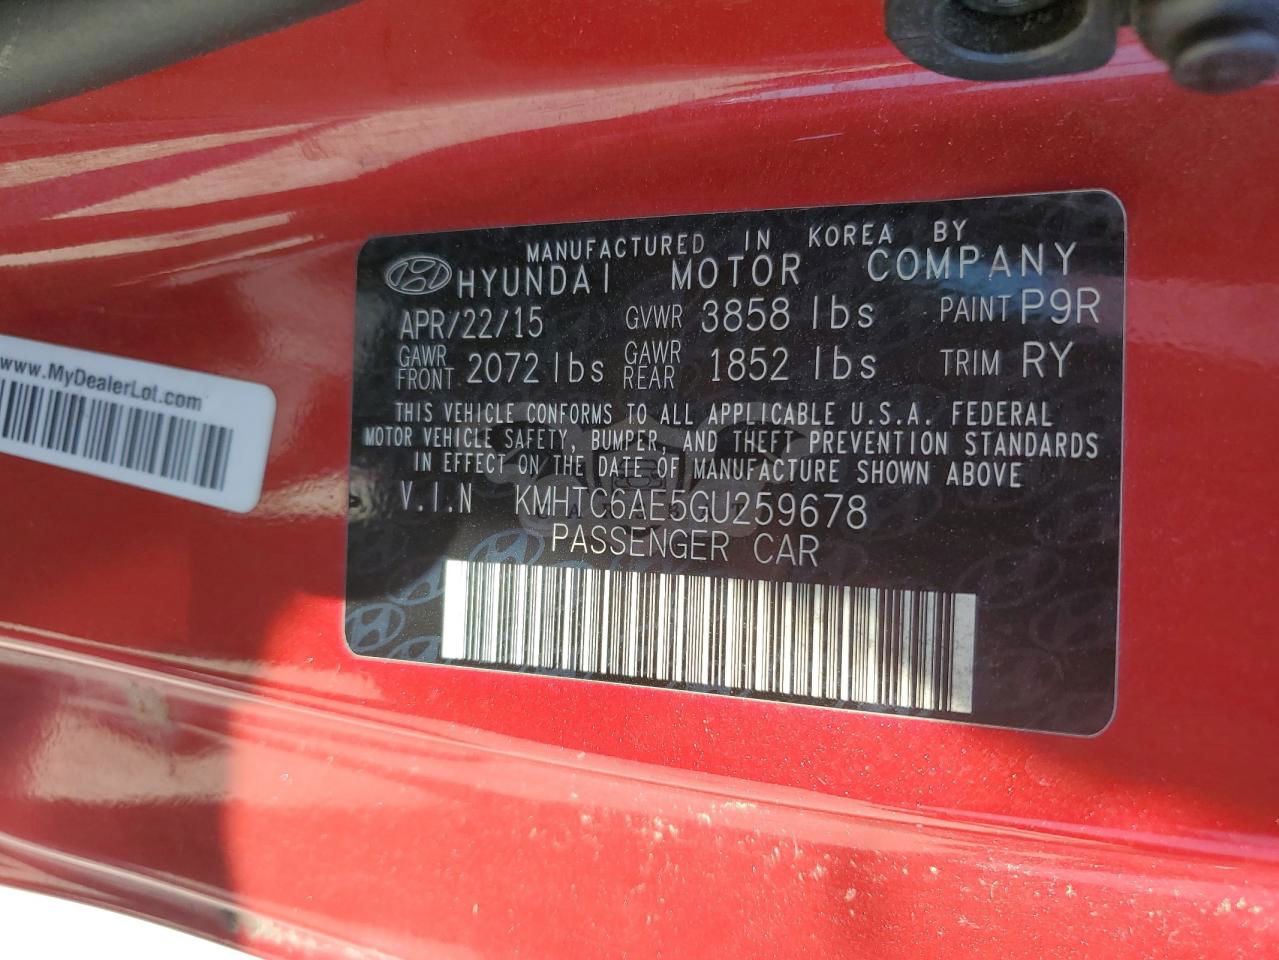 MANUFACTURED IN KOREA BY
HYUNDAI MOTOR COMPANY
APR/22/15 GVWR 3858 lbs PAINT P9R
GAWR FRONT 2072 lbs GAWR REAR 1852 lbs TRIM RY
THIS VEHICLE CONFORMS TO ALL APPLICABLE U.S.A. FEDERAL
MOTOR VEHICLE SAFETY, BUMPER, AND THEFT PREVENTION STANDARDS
IN EFFECT ON THE DATE OF MANUFACTURE SHOWN ABOVE
V.I.N KMHTC6AE5GU259678
PASSENGER CAR
www.MyDealerLot.com